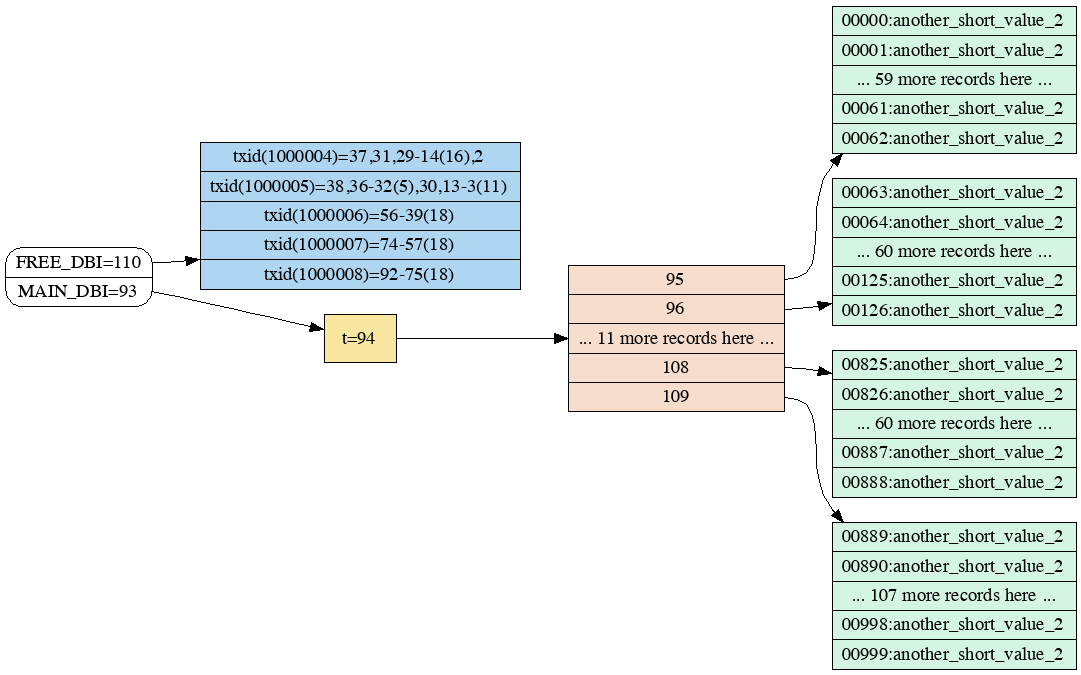 FREE_DBI=110
MAIN_DBI=93
txid(1000004)=37,31,29-14(16),2
txid(1000005)=38,36-32(5),30,13-3(11)
txid(1000006)=56-39(18)
txid(1000007)=74-57(18)
txid(1000008)=92-75(18)
t=94
95
96
... 11 more records here ...
108
109
00000:another_short_value_2
00001:another_short_value_2
... 59 more records here ...
00061:another_short_value_2
00062:another_short_value_2
00063:another_short_value_2
00064:another_short_value_2
... 60 more records here ...
00125:another_short_value_2
00126:another_short_value_2
00825:another_short_value_2
00826:another_short_value_2
... 60 more records here ...
00887:another_short_value_2
00888:another_short_value_2
00889:another_short_value_2
00890:another_short_value_2
... 107 more records here ...
00998:another_short_value_2
00999:another_short_value_2